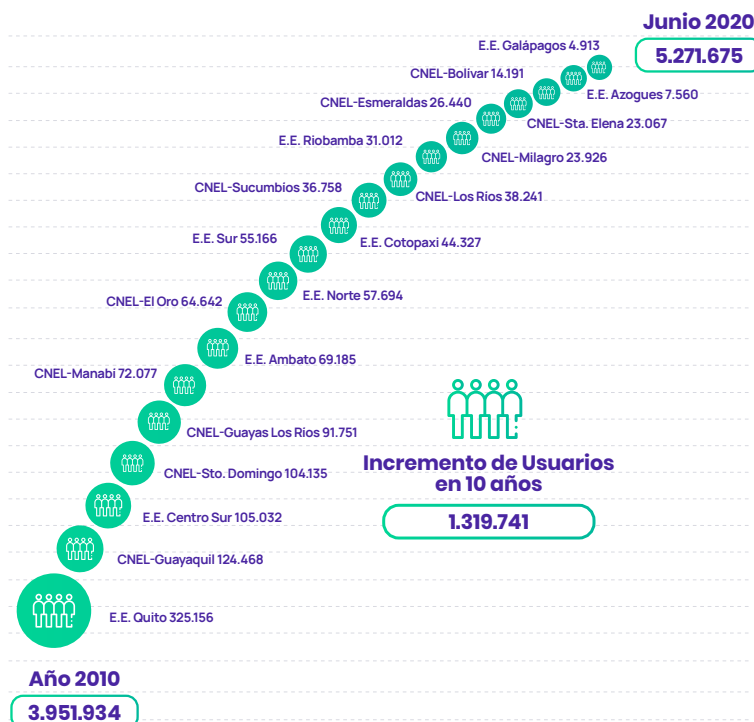 Junio 2020
5.271.675
E.E. Galápagos 4.913
CNEL-Bolívar 14.191
E.E. Azogues 7.560
CNEL-Esmeraldas 26.440
CNEL-Sta. Elena 23.067
E.E. Riobamba 31.012
CNEL-Milagro 23.926
CNEL-Sucumbios 36.758
CNEL-Los Rios 38.241
E.E. Sur 55.166
E.E. Cotopaxi 44.327
CNEL-El Oro 64.642
E.E. Norte 57.694
E.E. Ambato 69.185
CNEL-Manabí 72.077
CNEL-Guayas Los Rios 91.751
Incremento de Usuarios
en 10 años
1.319.741
CNEL-Sto. Domingo 104.135
E.E. Centro Sur 105.032
CNEL-Guayaquil 124.468
E.E. Quito 325.156
Año 2010
3.951.934